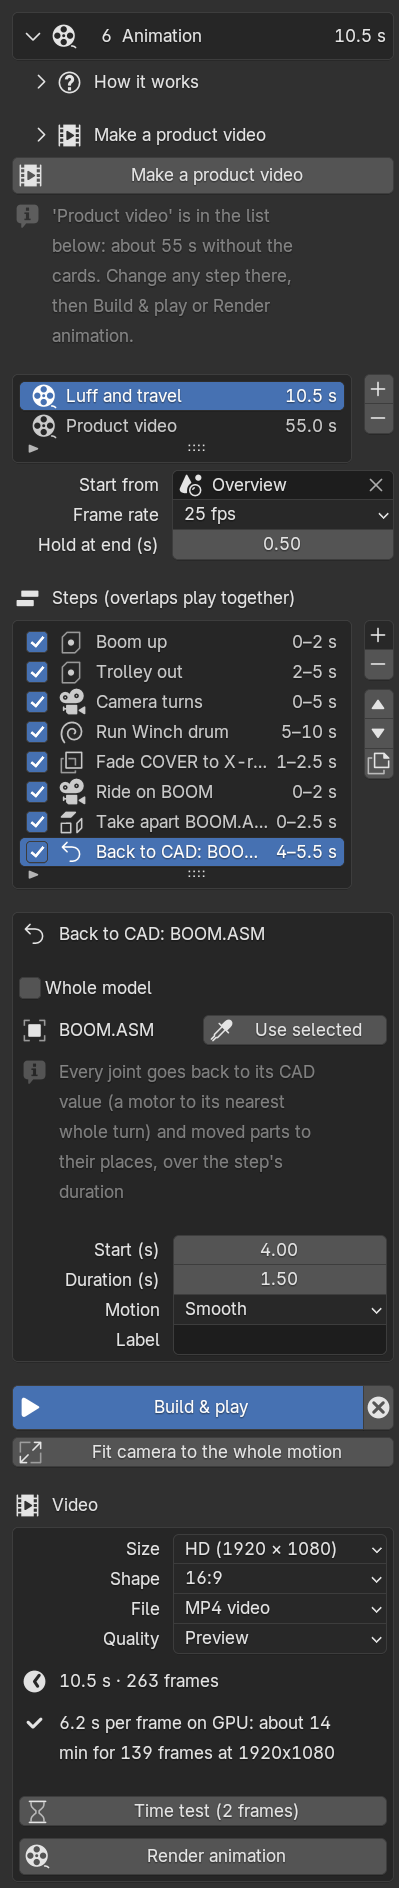 6 Animation 10.5 s
How it works
Make a product video
Make a product video
'Product video' is in the list
below: about 55 s without the
cards. Change any step there,
then Build & play or Render
animation.
Luff and travel 10.5 s
Product video 55.0 s
Start from Overview
Frame rate 25 fps
Hold at end (s) 0.50
Steps (overlaps play together)
Boom up 0–2 s
Trolley out 2–5 s
Camera turns 0–5 s
Run Winch drum 5–10 s
Fade COVER to X-r... 1–2.5 s
Ride on BOOM 0–2 s
Take apart BOOM.A... 0–2.5 s
Back to CAD: BOO... 4–5.5 s
Back to CAD: BOOM.ASM
Whole model
BOOM.ASM Use selected
Every joint goes back to its CAD
value (a motor to its nearest
whole turn) and moved parts to
their places, over the step's
duration
Start (s) 4.00
Duration (s) 1.50
Motion Smooth
Label
Build & play
Fit camera to the whole motion
Video
Size HD (1920 × 1080)
Shape 16:9
File MP4 video
Quality Preview
10.5 s · 263 frames
6.2 s per frame on GPU: about 14
min for 139 frames at 1920x1080
Time test (2 frames)
Render animation